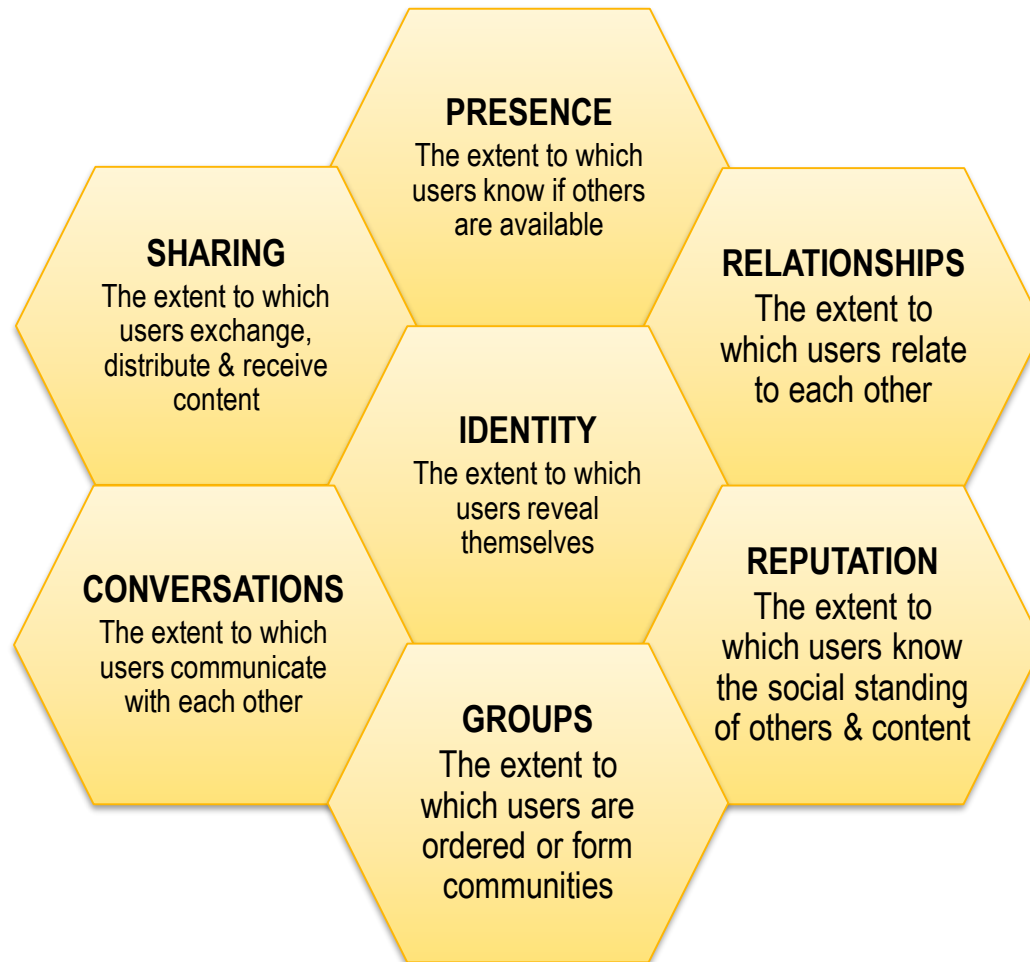 PRESENCE
The extent to which
users know if others
are available
SHARING
The extent to which
users exchange,
distribute & receive
content
RELATIONSHIPS
The extent to
which users relate
to each other
IDENTITY
The extent to which
users reveal
themselves
CONVERSATIONS
The extent to which
users communicate
with each other
REPUTATION
The extent to
which users know
the social standing
of others & content
GROUPS
The extent to
which users are
ordered or form
communities